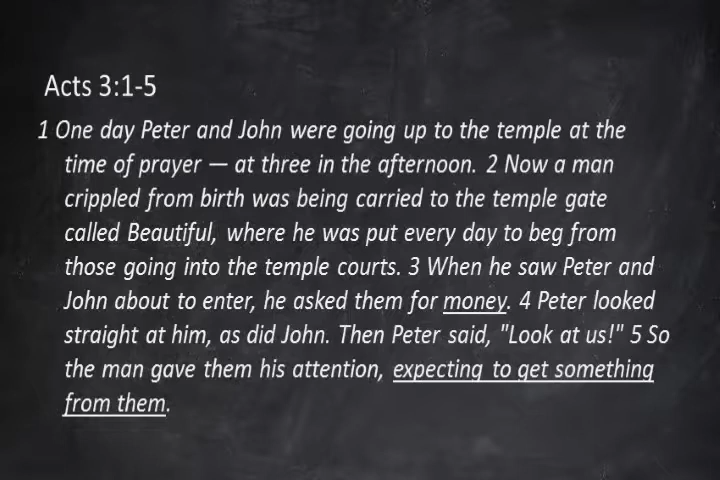 Acts 3:1-5
1 One day Peter and John were going up to the temple at the
time of prayer — at three in the afternoon. 2 Now a man
crippled from birth was being carried to the temple gate
called Beautiful, where he was put every day to beg from
those going into the temple courts. 3 When he saw Peter and
John about to enter, he asked them for money. 4 Peter looked
straight at him, as did John. Then Peter said, "Look at us!" 5 So
the man gave them his attention, expecting to get something
from them.